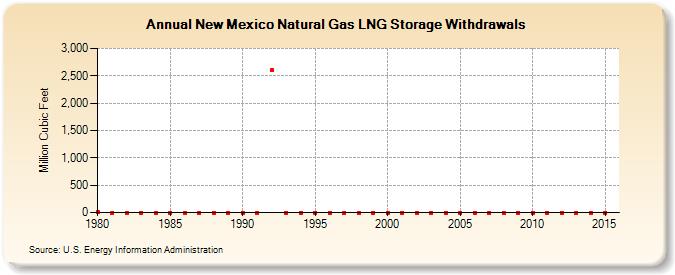 Annual New Mexico Natural Gas LNG Storage Withdrawals
Million Cubic Feet
3,000
2,500
2,000
1,500
1,000
500
0
1980 1985 1990 1995 2000 2005 2010 2015
Source: U.S. Energy Information Administration